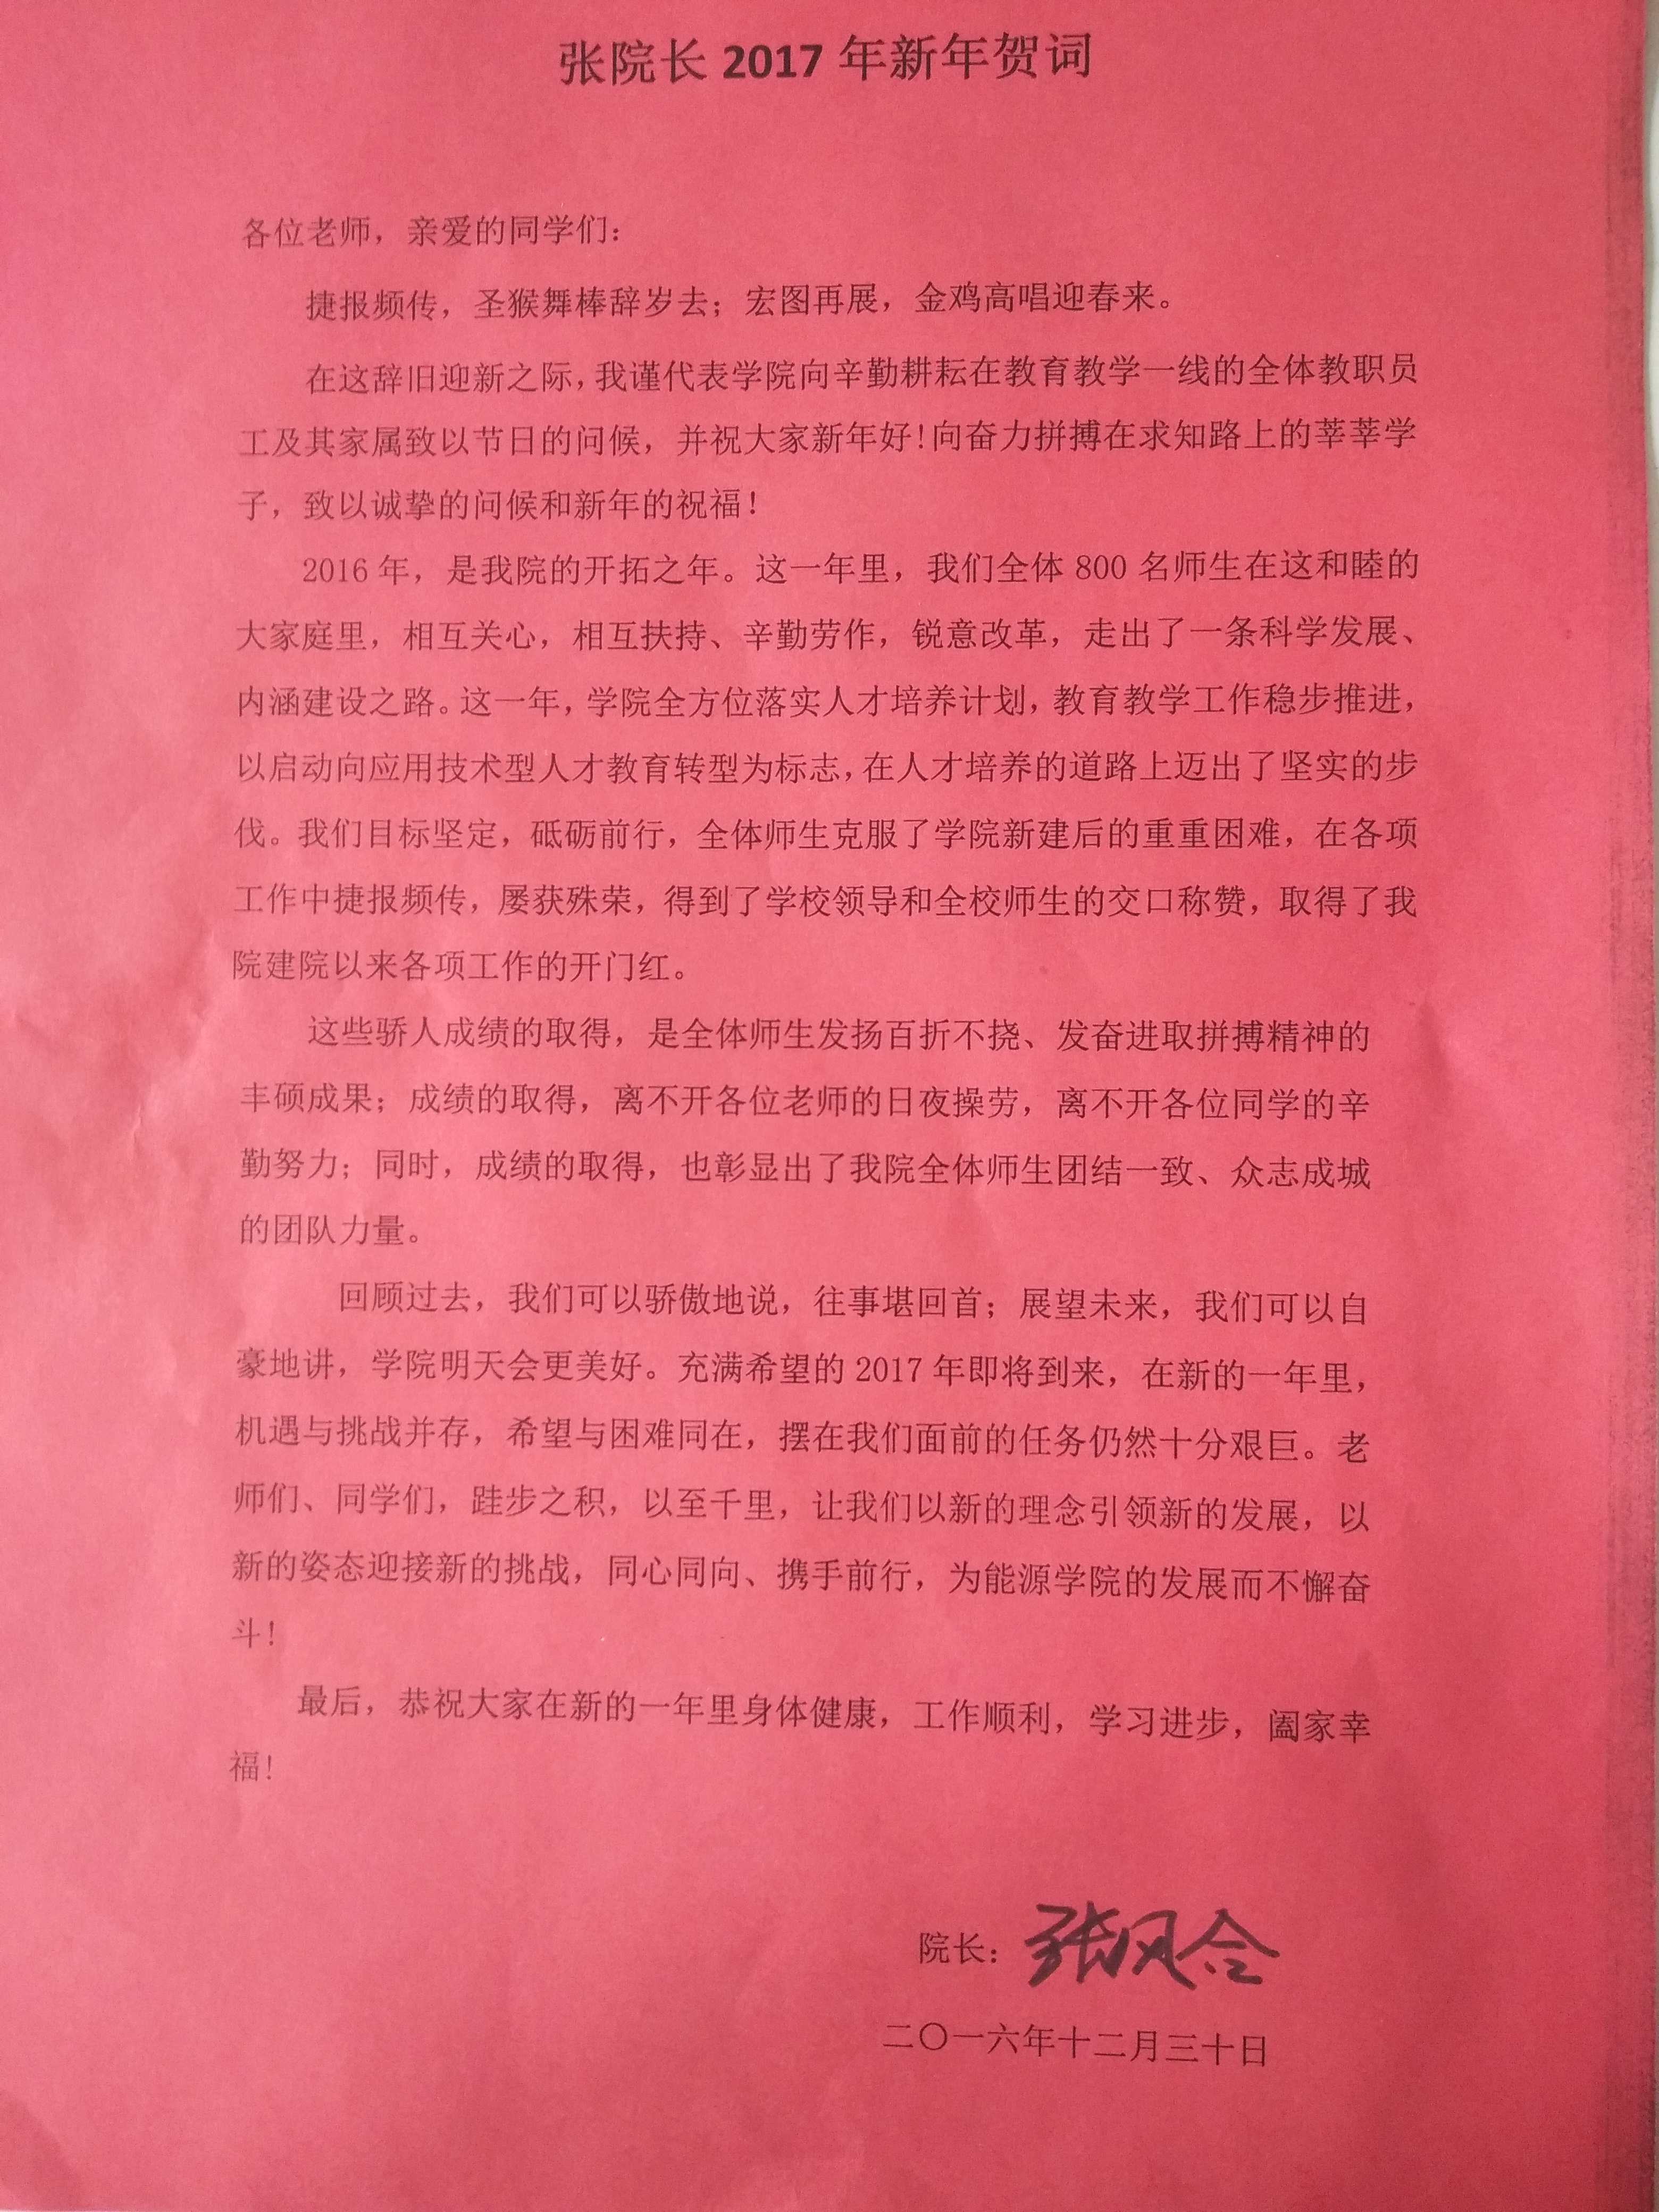 张院长 2017 年新年贺词
各位老师，亲爱的同学们：
捷报频传，圣猴舞棒辞岁去；宏图再展，金鸡高唱迎春来。
在这辞旧迎新之际，我谨代表学院向辛勤耕耘在教育教学一线的全体教职员
工及其家属致以节日的问候，并祝大家新年好！向奋力拼搏在求知路上的莘莘学
子，致以诚挚的问候和新年的祝福！
2016 年，是我院的开拓之年。这一年里，我们全体 800 名师生在这和睦的
大家庭里，相互关心，相互扶持、辛勤劳作，锐意改革，走出了一条科学发展、
内涵建设之路。这一年，学院全方位落实人才培养计划，教育教学工作稳步推进，
以启动向应用技术型人才教育转型为标志，在人才培养的道路上迈出了坚实的步
伐。我们目标坚定，砥砺前行，全体师生克服了学院新建后的重重困难，在各项
工作中捷报频传，屡获殊荣，得到了学校领导和全校师生的交口称赞，取得了我
院建院以来各项工作的开门红。
这些骄人成绩的取得，是全体师生发扬百折不挠、发奋进取拼搏精神的
丰硕成果；成绩的取得，离不开各位老师的日夜操劳，离不开各位同学的辛
勤努力；同时，成绩的取得，也彰显出了我院全体师生团结一致、众志成城
的团队力量。
回顾过去，我们可以骄傲地说，往事堪回首；展望未来，我们可以自
豪地讲，学院明天会更美好。充满希望的 2017 年即将到来，在新的一年里，
机遇与挑战并存，希望与困难同在，摆在我们面前的任务仍然十分艰巨。老
师们、同学们，跬步之积，以至千里，让我们以新的理念引领新的发展，以
新的姿态迎接新的挑战，同心同向、携手前行，为能源学院的发展而不懈奋
斗！
最后，恭祝大家在新的一年里身体健康，工作顺利，学习进步，阖家幸
福！
院长：张风合
二〇一六年十二月三十日